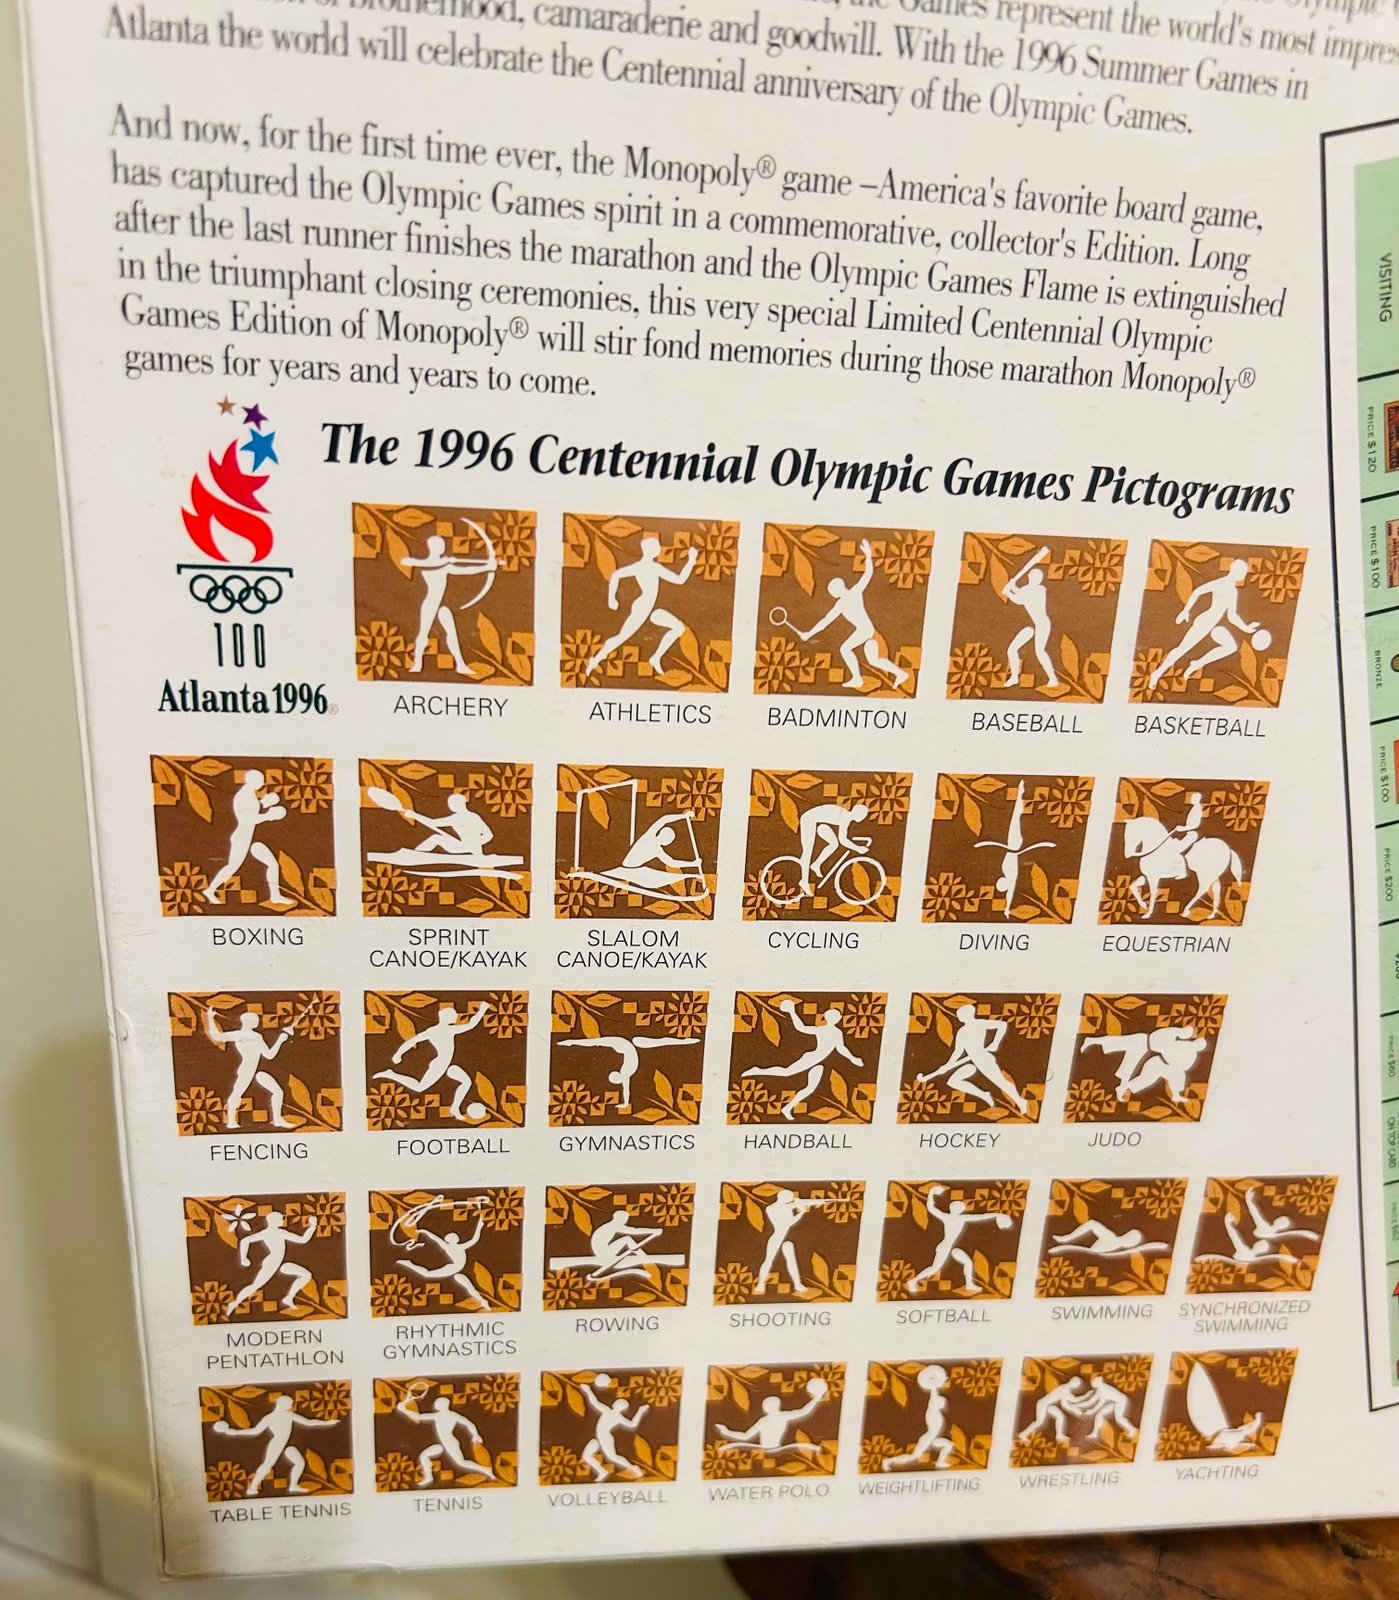 brotherhood, camaraderie and goodwill. With the 1996 Summer Games in
Games represent the world's most
Atlanta the world will celebrate the Centennial anniversary of the Olympic Games.
And now, for the first time ever, the Monopoly® game –America's favorite board game,
has captured the Olympic Games spirit in a commemorative, collector's Edition. Long
after the last runner finishes the marathon and the Olympic Games Flame is extinguished
in the triumphant closing ceremonies, this very special Limited Centennial Olympic
Games Edition of Monopoly® will stir fond memories during those marathon Monopoly®
games for years and years to come.
The 1996 Centennial Olympic Games Pictograms
100
Atlanta 1996®
ARCHERY ATHLETICS BADMINTON BASEBALL BASKETBALL
BOXING SPRINT CANOE/KAYAK SLALOM CANOE/KAYAK CYCLING DIVING EQUESTRIAN
FENCING FOOTBALL GYMNASTICS HANDBALL HOCKEY JUDO
MODERN PENTATHLON RHYTHMIC GYMNASTICS ROWING SHOOTING SOFTBALL SWIMMING SYNCHRONIZED SWIMMING
TABLE TENNIS TENNIS VOLLEYBALL WATER POLO WEIGHTLIFTING WRESTLING YACHTING
VISITING
PRICE $120
PRICE $100
BRONZE
PRICE $100
PRICE $200